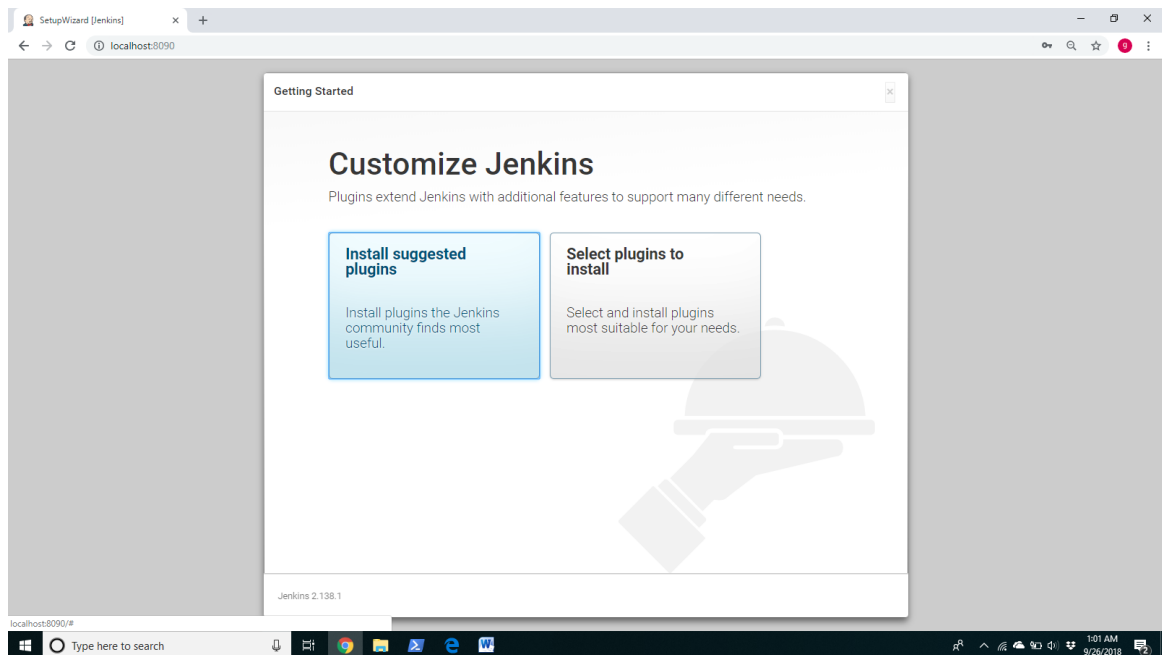 SetupWizard [Jenkins]
localhost:8090
g
Getting Started
Customize Jenkins
Plugins extend Jenkins with additional features to support many different needs.
Install suggested
plugins
Install plugins the Jenkins
community finds most
useful.
Select plugins to
install
Select and install plugins
most suitable for your needs.
Jenkins 2.138.1
localhost:8090/#
Type here to search
1:01 AM
9/26/2018
2